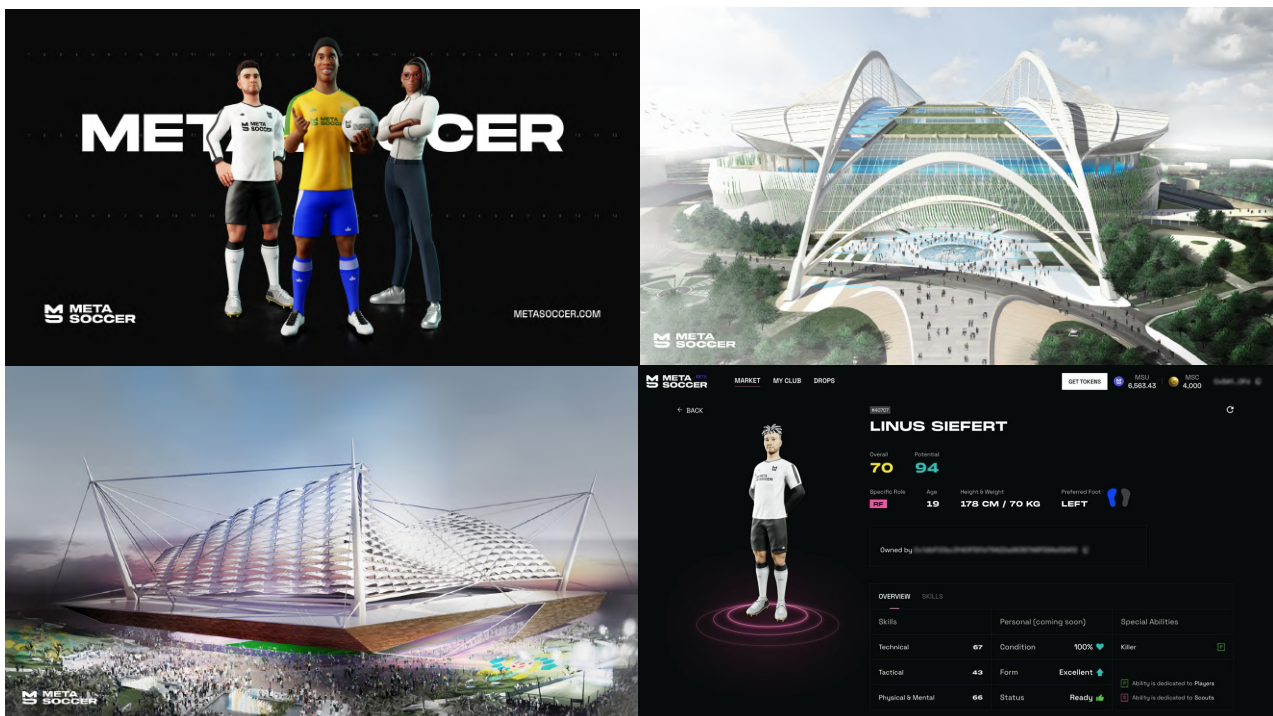 META SOCCER
META
SOCCER
META
SOCCER
METASOCCER.COM
META
SOCCER
META
SOCCER
META BETA
SOCCER
MARKET MY CLUB DROPS
GET TOKENS
MSU
6,563.43
MSC
4,000
← BACK
#40707
LINUS SIEFERT
Overall Potential
70 94
Specific Role Age Height & Weight Preferred Foot
RF 19 178 CM / 70 KG LEFT
Owned by
OVERVIEW SKILLS
Skills Personal (coming soon) Special Abilities
Technical 67 Condition 100% Killer P
Tactical 43 Form Excellent
P Ability is dedicated to Players
Physical & Mental 66 Status Ready
S Ability is dedicated to Scouts